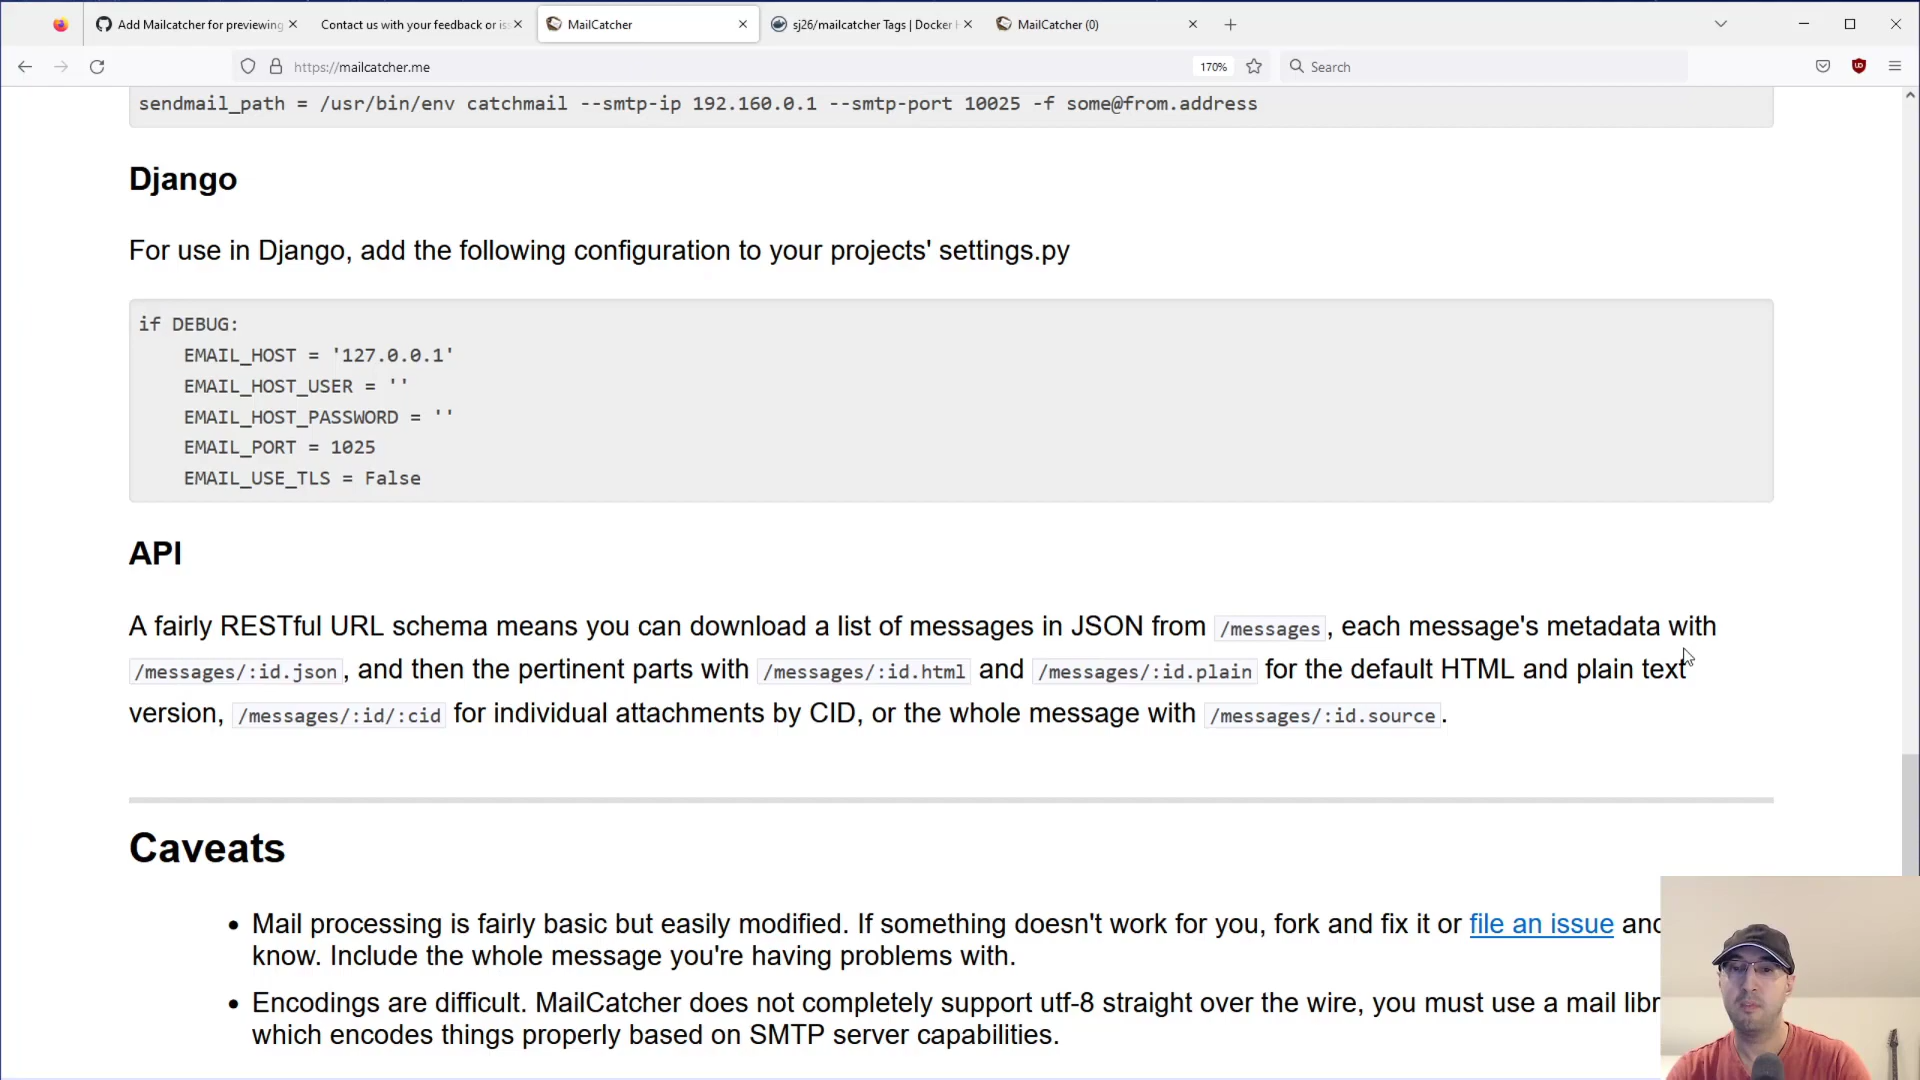 Add Mailcatcher for previewing
Contact us with your feedback or is
MailCatcher
sj26/mailcatcher Tags | Docker
MailCatcher (0)
https://mailcatcher.me
170%
Search
sendmail_path = /usr/bin/env catchmail --smtp-ip 192.160.0.1 --smtp-port 10025 -f some@from.address
Django
For use in Django, add the following configuration to your projects' settings.py
if DEBUG:
EMAIL_HOST = '127.0.0.1'
EMAIL_HOST_USER = ''
EMAIL_HOST_PASSWORD = ''
EMAIL_PORT = 1025
EMAIL_USE_TLS = False
API
A fairly RESTful URL schema means you can download a list of messages in JSON from /messages, each message's metadata with
/messages/:id.json, and then the pertinent parts with /messages/:id.html and /messages/:id.plain for the default HTML and plain text
version, /messages/:id/:cid for individual attachments by CID, or the whole message with /messages/:id.source.
Caveats
• Mail processing is fairly basic but easily modified. If something doesn't work for you, fork and fix it or file an issue and
know. Include the whole message you're having problems with.
• Encodings are difficult. MailCatcher does not completely support utf-8 straight over the wire, you must use a mail libr
which encodes things properly based on SMTP server capabilities.